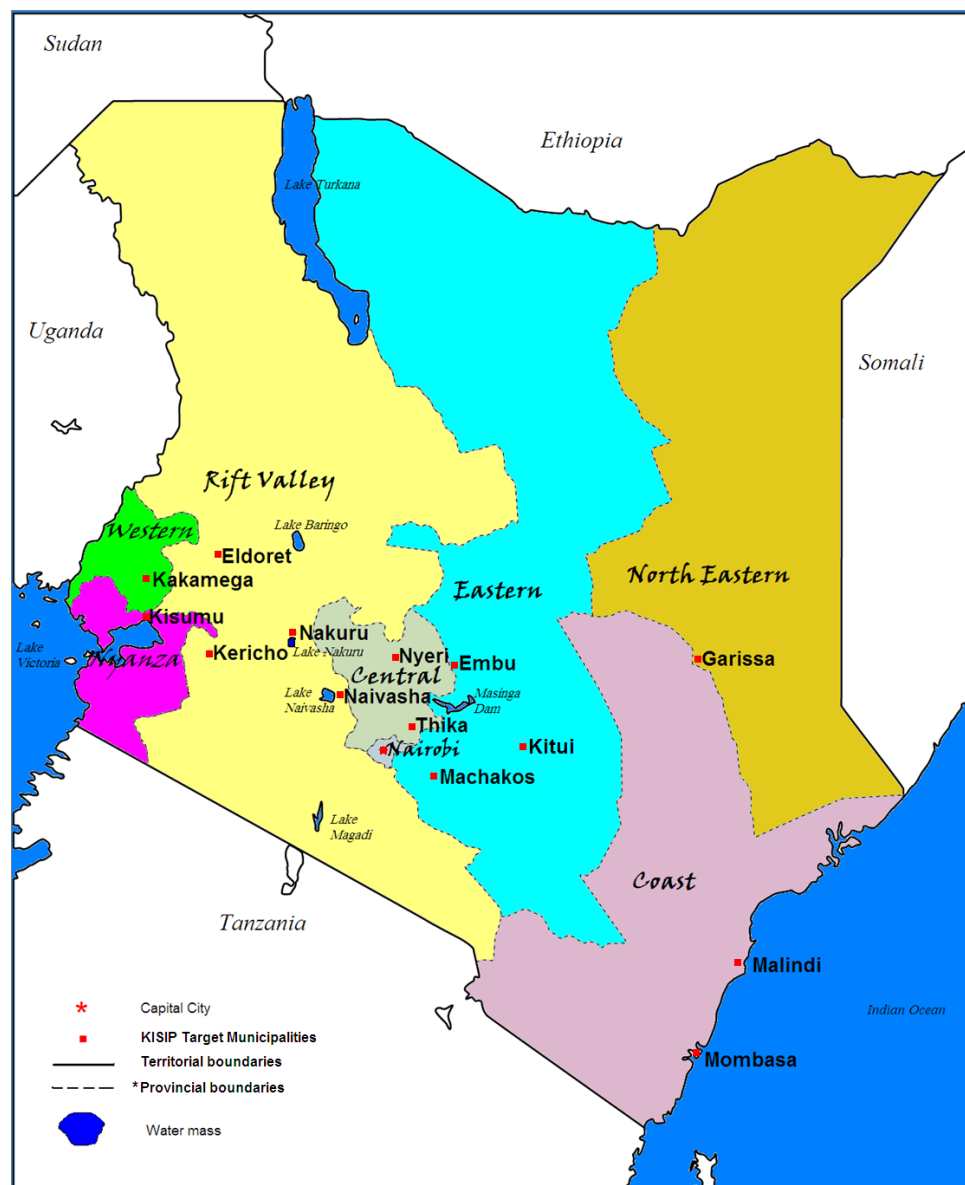 Sudan
Ethiopia
Lake Turkana
Uganda
Somali
Rift Valley
Lake Baringo
Western
Eldoret
North Eastern
Kakamega
Eastern
Kisumu
Nakuru
Lake
Victoria
Nyanza
Kericho
Lake Nakuru
Nyeri
Embu
Garissa
Central
Lake
Naivasha
Naivasha
Masinga
Dam
Thika
Nairobi
Kitui
Machakos
Lake
Magadi
Coast
Tanzania
Malindi
Indian Ocean
Mombasa
* Capital City
KISIP Target Municipalities
Territorial boundaries
*Provincial boundaries
Water mass